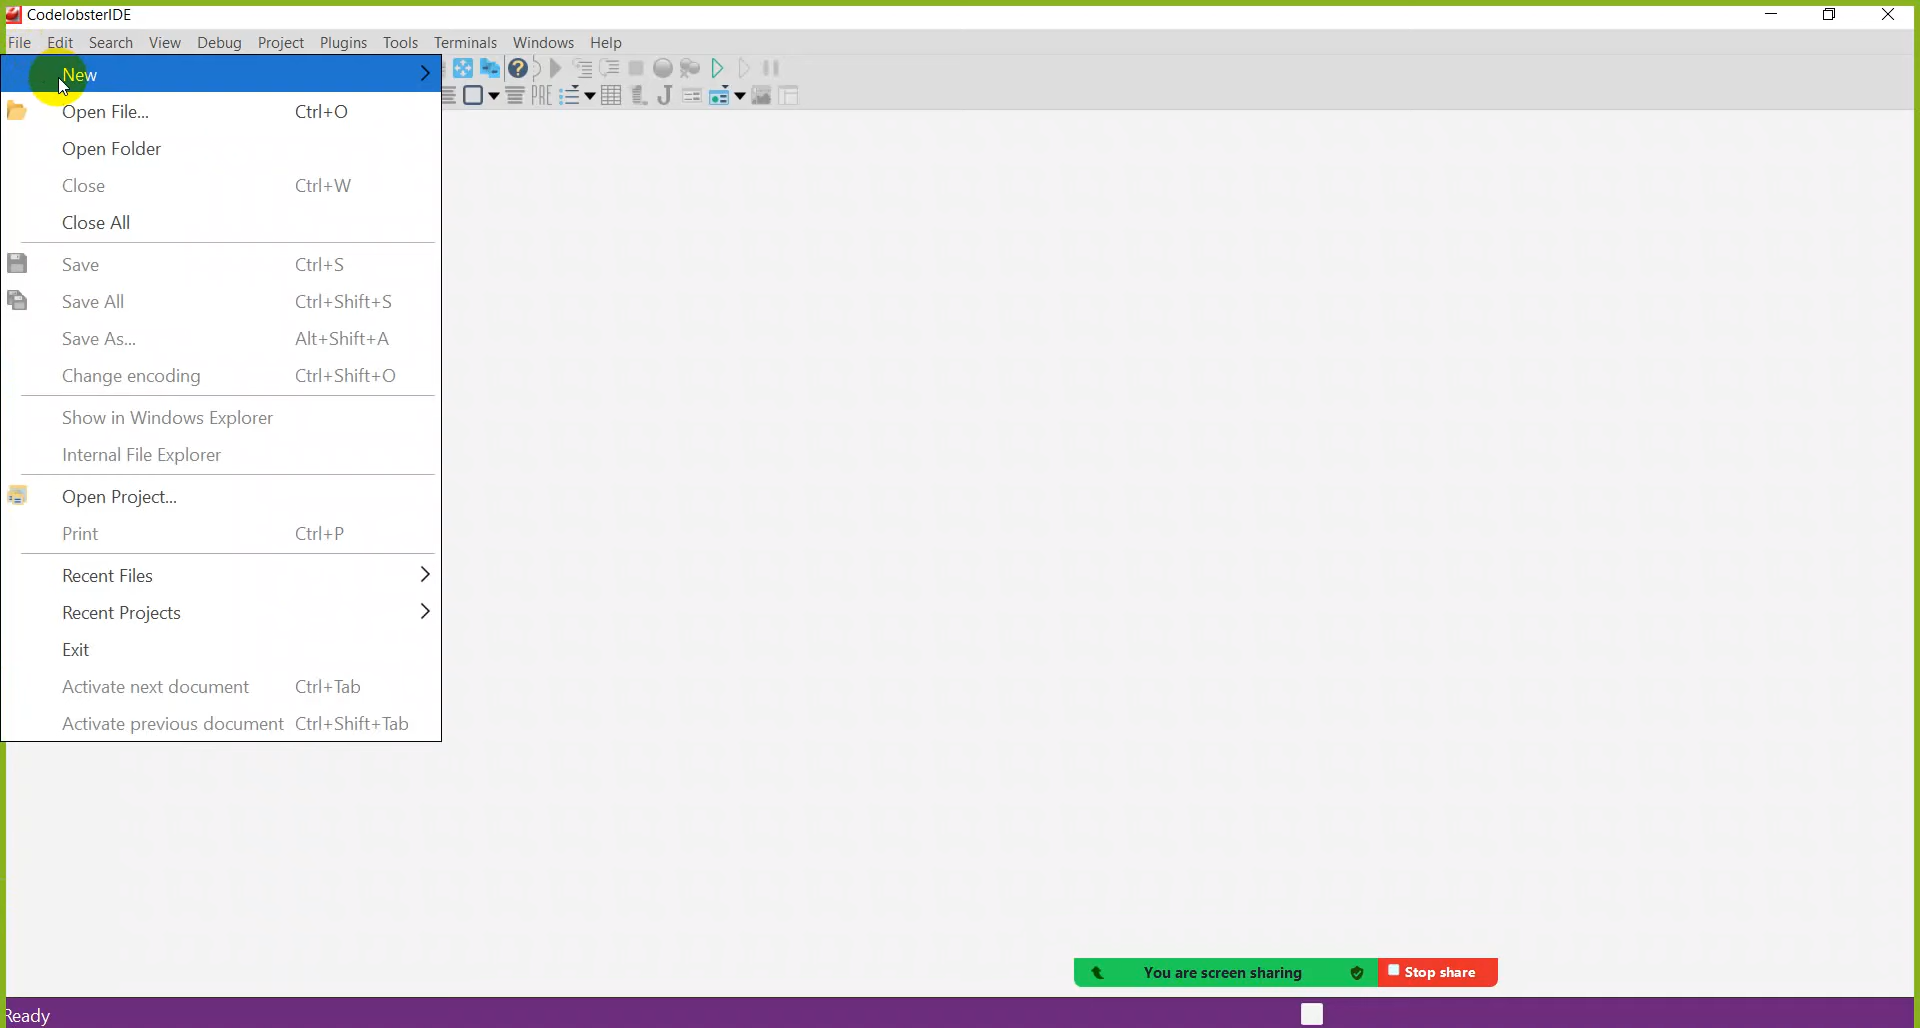 CodelobsterIDE
File Edit Search View Debug Project Plugins Tools Terminals Windows Help
New
PRE
J
Open File... Ctrl+O
Open Folder
Close Ctrl+W
Close All
Save Ctrl+S
Save All Ctrl+Shift+S
Save As... Alt+Shift+A
Change encoding Ctrl+Shift+O
Show in Windows Explorer
Internal File Explorer
Open Project...
Print Ctrl+P
Recent Files
Recent Projects
Exit
Activate next document Ctrl+Tab
Activate previous document Ctrl+Shift+Tab
You are screen sharing Stop share
Ready